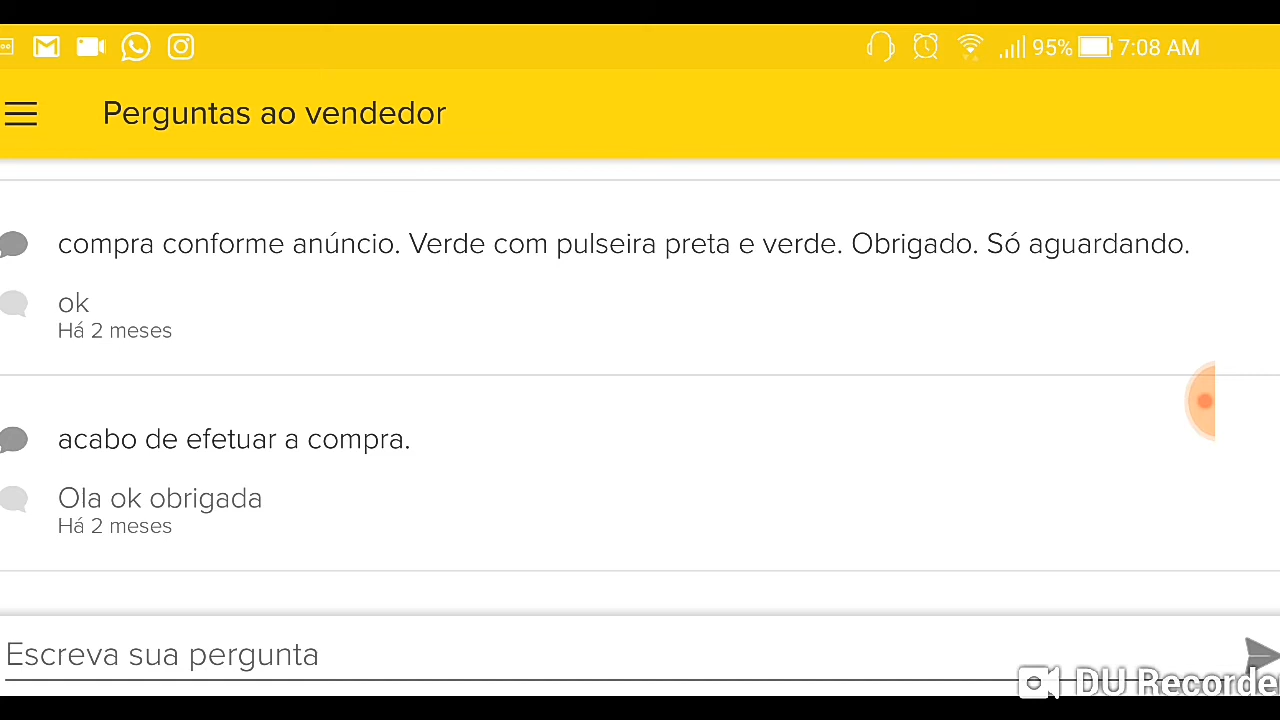 95% 7:08 AM
Perguntas ao vendedor
compra conforme anúncio. Verde com pulseira preta e verde. Obrigado. Só aguardando.
ok
Há 2 meses
acabo de efetuar a compra.
Ola ok obrigada
Há 2 meses
Escreva sua pergunta
DU Recorde